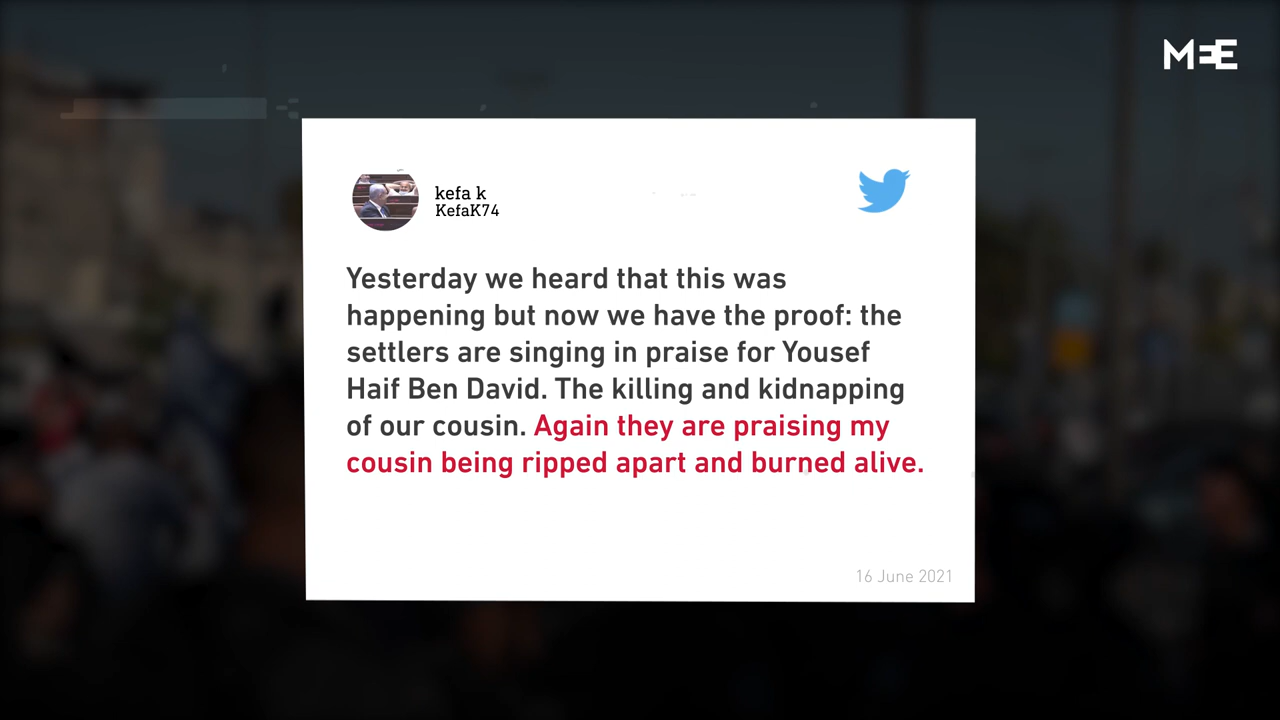 MEE
kefa k
KefaK74
Yesterday we heard that this was
happening but now we have the proof: the
settlers are singing in praise for Yousef
Haif Ben David. The killing and kidnapping
of our cousin. Again they are praising my
cousin being ripped apart and burned alive.
16 June 2021